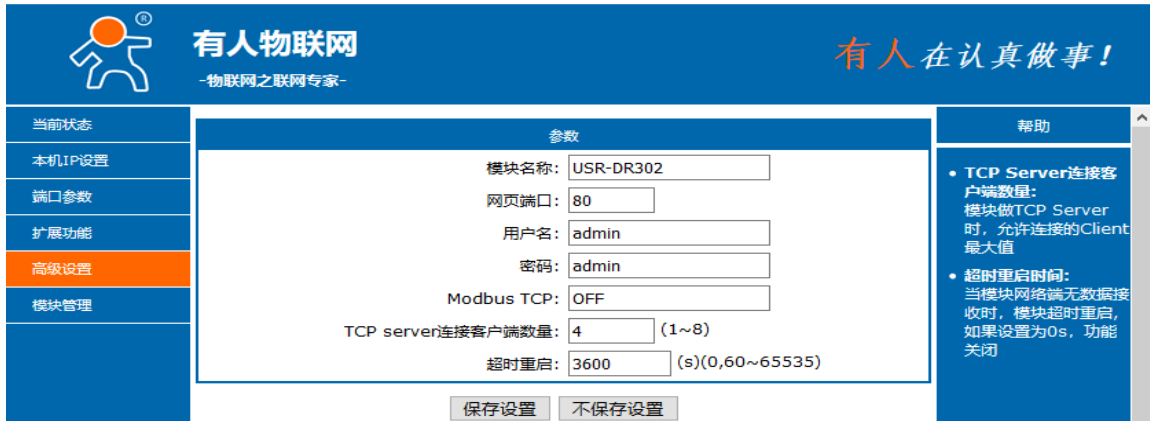 ®
有人物联网
-物联网之联网专家-
有人在认真做事!
当前状态
本机IP设置
端口参数
扩展功能
高级设置
模块管理
参数
模块名称: USR-DR302
网页端口: 80
用户名: admin
密码: admin
Modbus TCP: OFF
TCP server连接客户端数量: 4 (1~8)
超时重启: 3600 (s)(0,60~65535)
保存设置 不保存设置
帮助
• TCP Server连接客
户端数量:
模块做TCP Server
时，允许连接的Client
最大值
• 超时重启时间:
当模块网络端无数据接
收时，模块超时重启，
如果设置为0s，功能
关闭